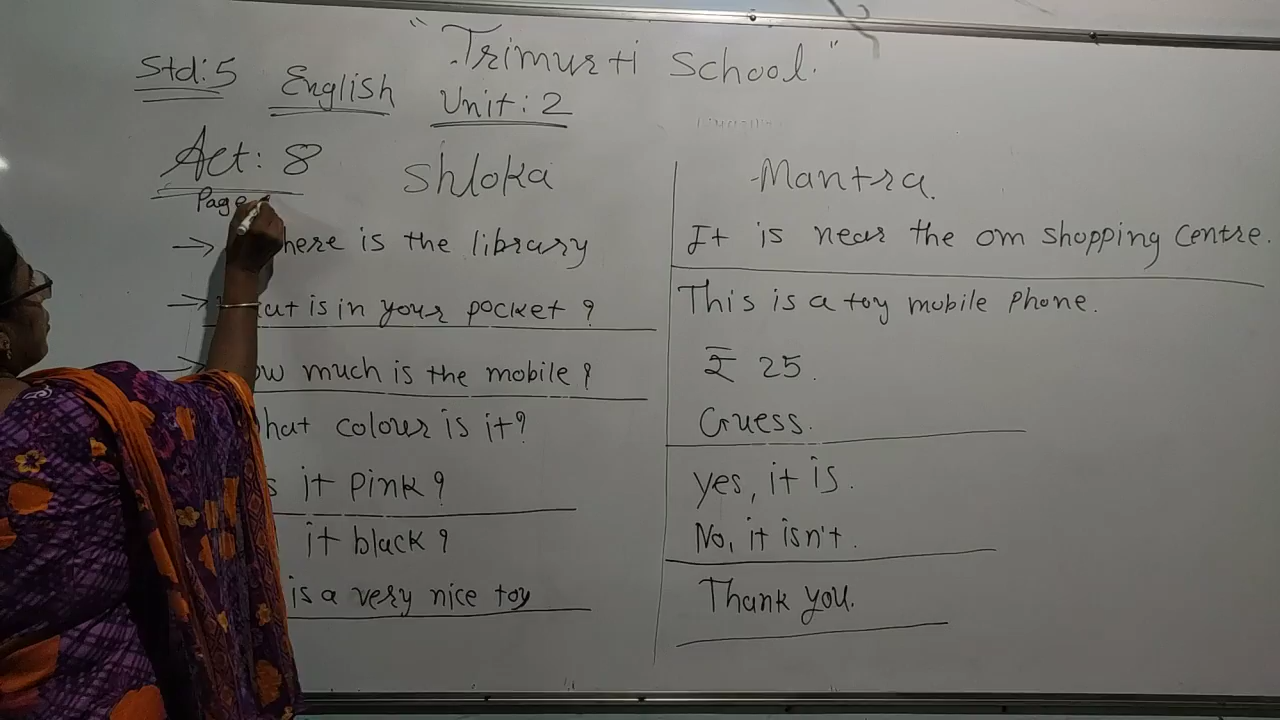 "Trimurti School."
Std:5 English Unit: 2
Act: 8
Page
Shloka
Mantra.
→ here is the library
It is near the om shopping Centre.
→ at is in your pocket ?
This is a toy mobile phone.
→ ow much is the mobile ?
₹ 25.
hat colour is it?
Guess.
s it pink ?
yes, it is.
it black ?
No, it isn't.
is a very nice toy
Thank you.